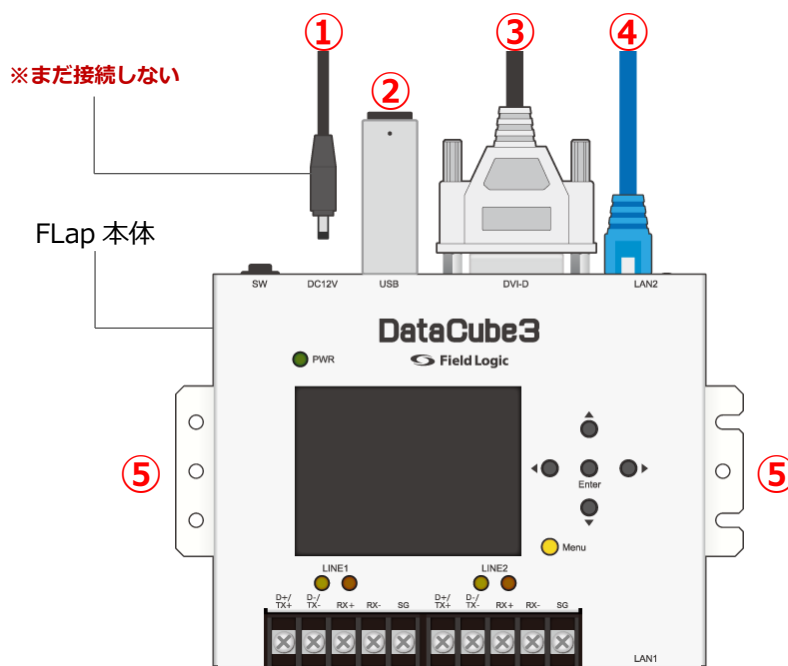 ① ③ ④
※まだ接続しない
②
FLap 本体
SW DC12V USB DVI-D LAN2
DataCube3
PWR Field Logic
⑤ ⑤
Enter
Menu
LINE1 LINE2
D+/ D-/ D+/ D-/
TX+ TX- RX+ RX- SG TX+ TX- RX+ RX- SG
LAN1